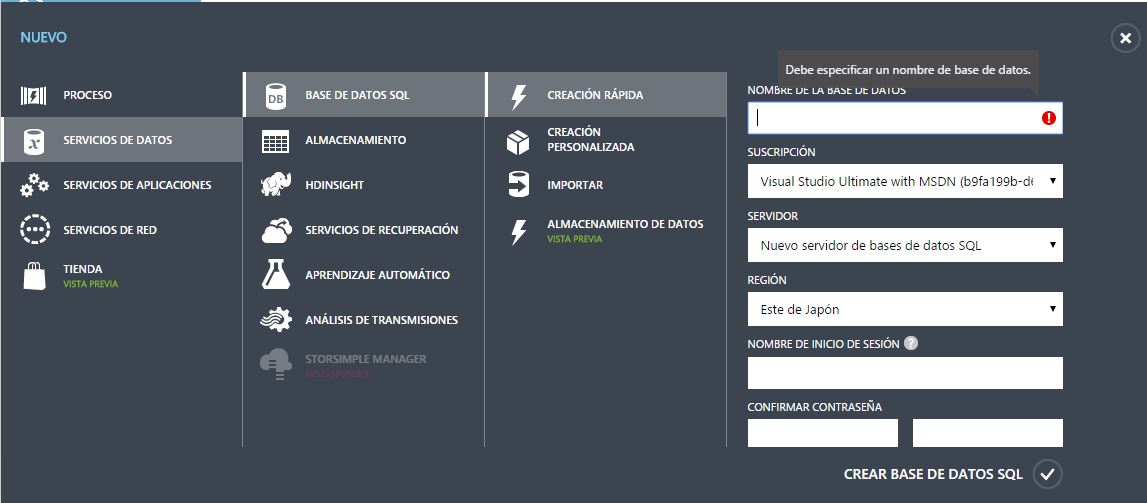 NUEVO
PROCESO
SERVICIOS DE DATOS
SERVICIOS DE APLICACIONES
SERVICIOS DE RED
TIENDA
VISTA PREVIA
DB
BASE DE DATOS SQL
ALMACENAMIENTO
HDINSIGHT
SERVICIOS DE RECUPERACIÓN
APRENDIZAJE AUTOMÁTICO
ANÁLISIS DE TRANSMISIONES
STORSIMPLE MANAGER
NO DISPONIBLE
CREACIÓN RÁPIDA
CREACIÓN
PERSONALIZADA
IMPORTAR
ALMACENAMIENTO DE DATOS
VISTA PREVIA
Debe especificar un nombre de base de datos.
NOMBRE DE LA BASE DE DATOS
SUSCRIPCIÓN
Visual Studio Ultimate with MSDN (b9fa199b-d6
SERVIDOR
Nuevo servidor de bases de datos SQL
REGIÓN
Este de Japón
NOMBRE DE INICIO DE SESIÓN ?
CONFIRMAR CONTRASEÑA
CREAR BASE DE DATOS SQL